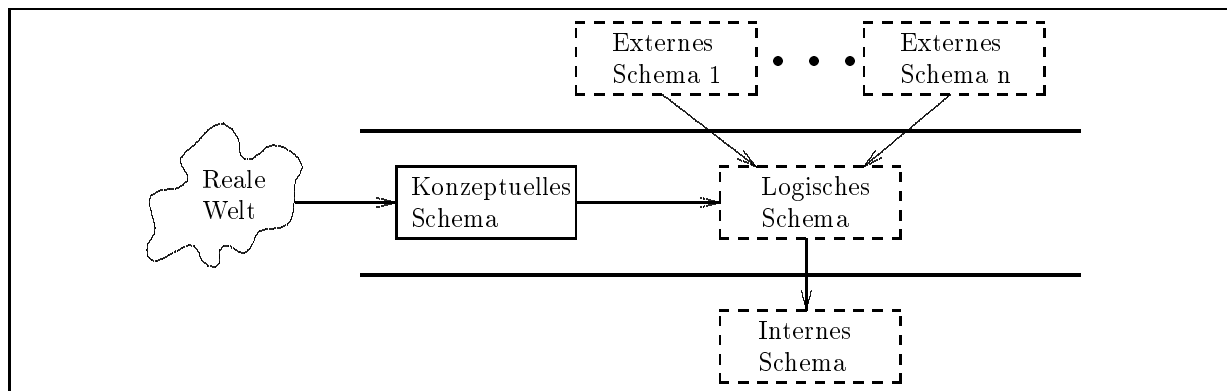 Externes
Schema 1
Externes
Schema n
Reale
Welt
Konzeptuelles
Schema
Logisches
Schema
Internes
Schema